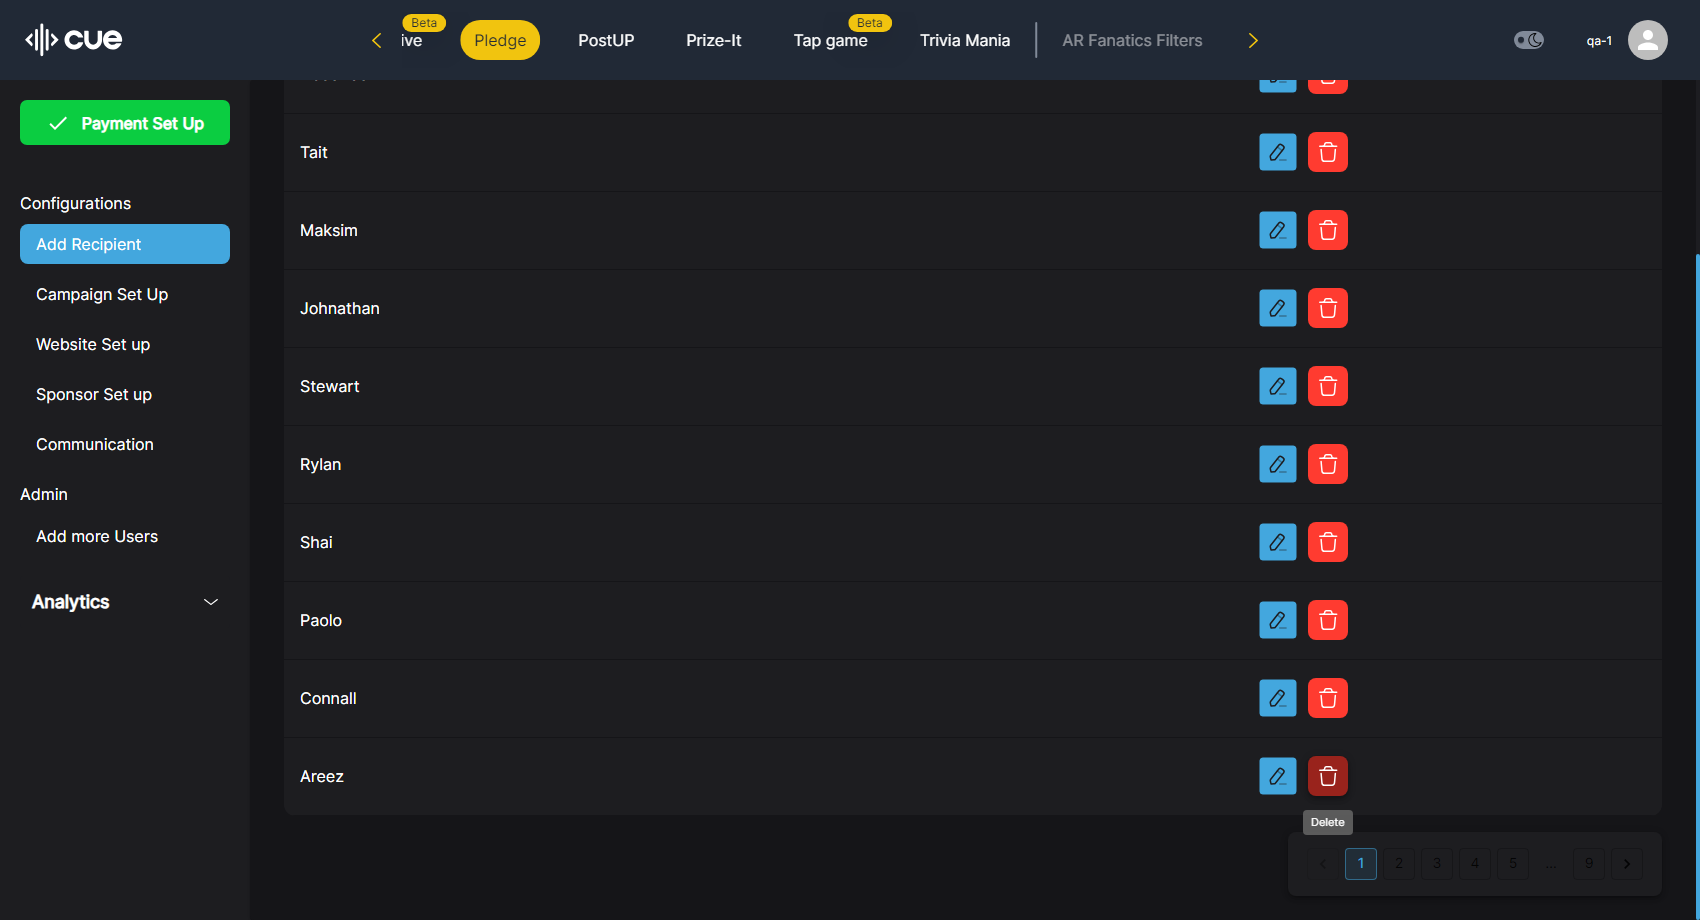 cue
Beta
ive
Pledge
PostUP
Prize-It
Beta
Tap game
Trivia Mania
AR Fanatics Filters
qa-1
Payment Set Up
Configurations
Add Recipient
Campaign Set Up
Website Set up
Sponsor Set up
Communication
Admin
Add more Users
Analytics
Tait
Maksim
Johnathan
Stewart
Rylan
Shai
Paolo
Connall
Areez
Delete
1 2 3 4 5 ... 9